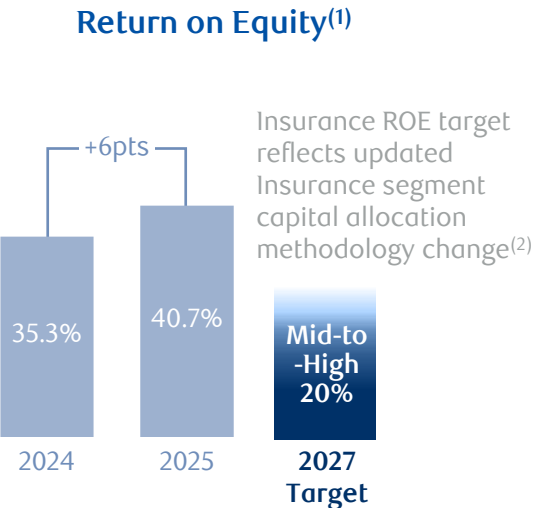 Return on Equity(1)
+6pts
Insurance ROE target
reflects updated
Insurance segment
capital allocation
methodology change(2)
35.3%
40.7%
Mid-to
-High
20%
2024
2025
2027
Target